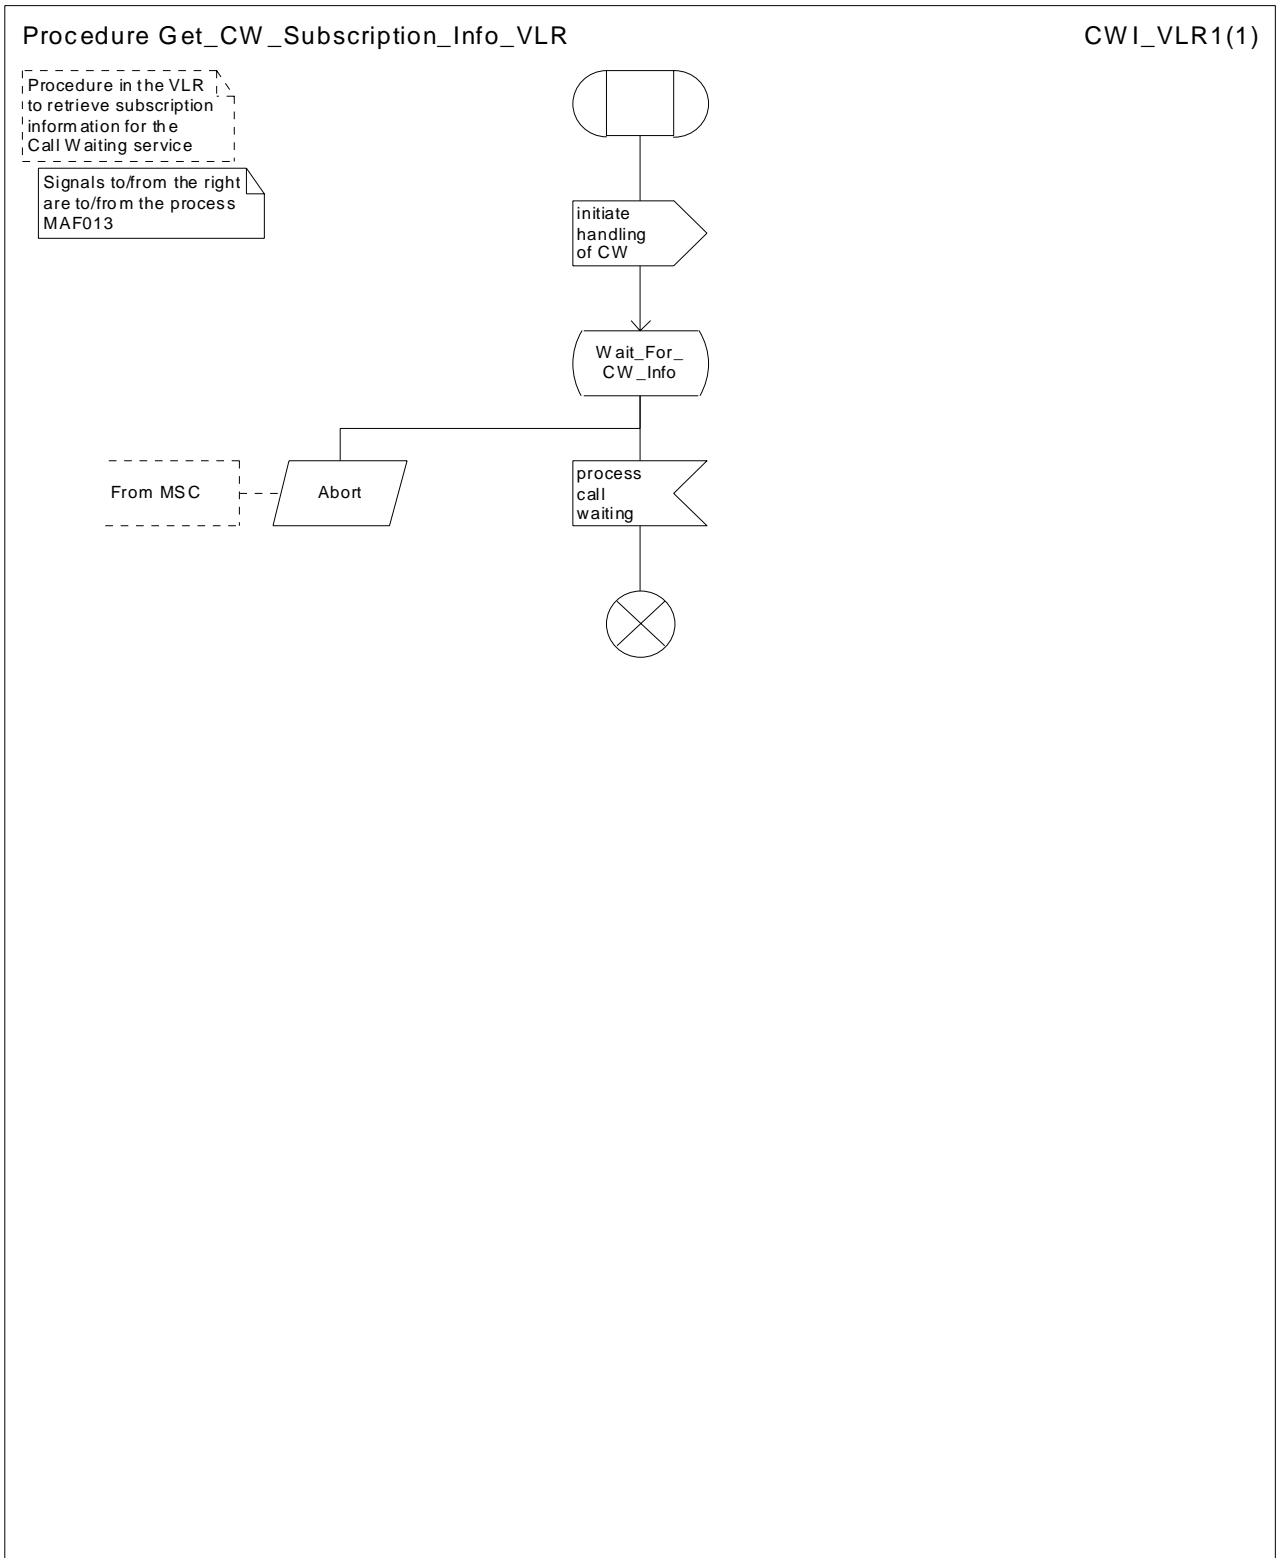 Procedure Get_CW_Subscription_Info_VLR
CWI_VLR1(1)
Procedure in the VLR
to retrieve subscription
information for the
Call Waiting service
Signals to/from the right
are to/from the process
MAF013
initiate
handling
of CW
Wait_For_
CW_Info
From MSC
Abort
process
call
waiting